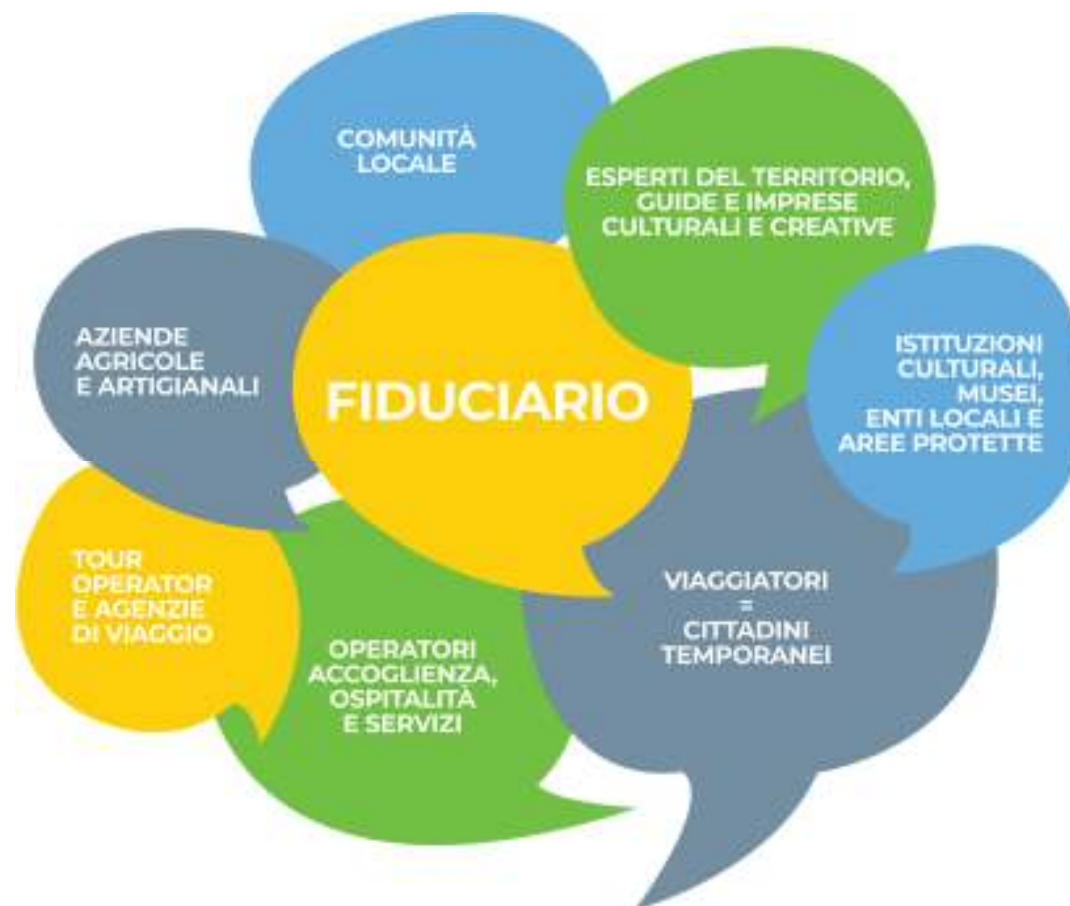 COMUNITÀ
LOCALE
ESPERTI DEL TERRITORIO,
GUIDE E IMPRESE
CULTURALI E CREATIVE
AZIENDE
AGRICOLE
E ARTIGIANALI
FIDUCIARIO
ISTITUZIONI
CULTURALI,
MUSEI,
ENTI LOCALI E
AREE PROTETTE
TOUR
OPERATOR
E AGENZIE
DI VIAGGIO
OPERATORI
ACCOGLIENZA,
OSPITALITÀ
E SERVIZI
VIAGGIATORI
=
CITTADINI
TEMPORANEI